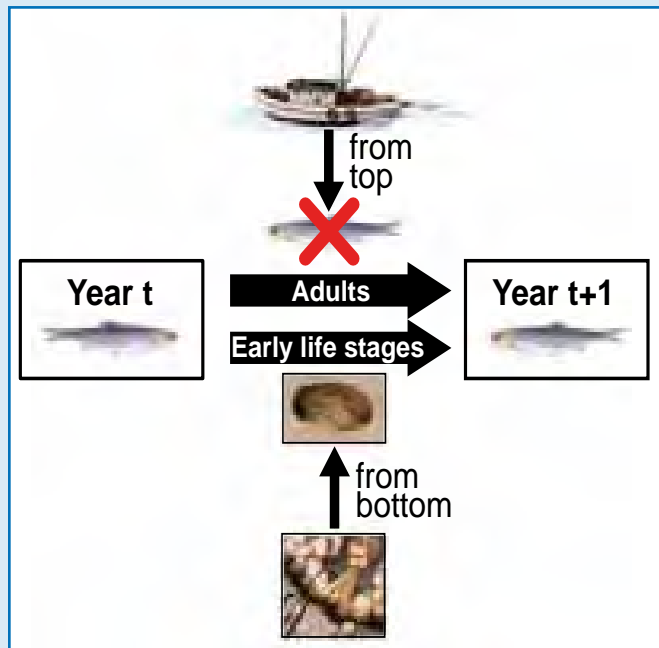 from
top
Year t
Adults
Year t+1
Early life stages
from
bottom